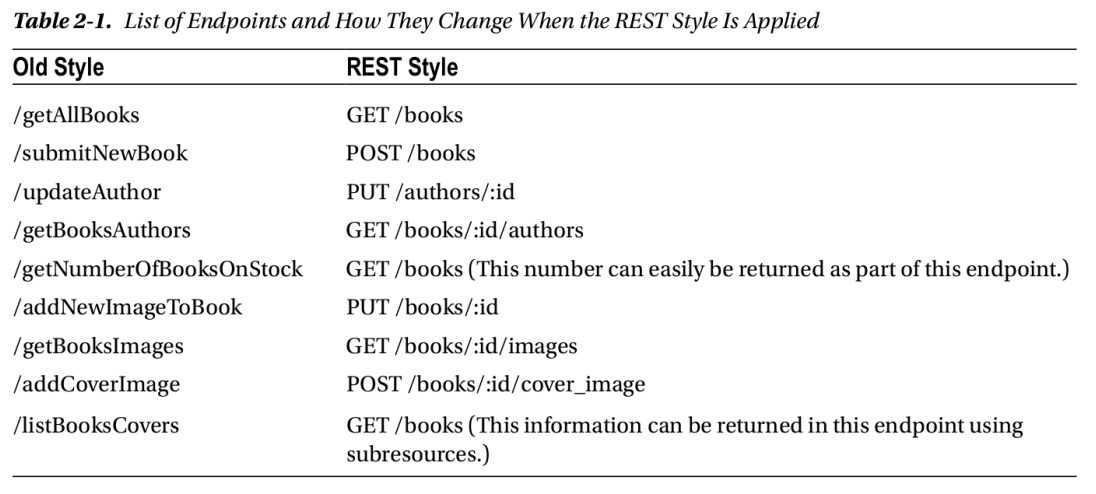 Table 2-1. List of Endpoints and How They Change When the REST Style Is Applied
Old Style REST Style
/getAllBooks GET /books
/submitNewBook POST /books
/updateAuthor PUT /authors/:id
/getBooksAuthors GET /books/:id/authors
/getNumberOfBooksOnStock GET /books (This number can easily be returned as part of this endpoint.)
/addNewImageToBook PUT /books/:id
/getBooksImages GET /books/:id/images
/addCoverImage POST /books/:id/cover_image
/listBooksCovers GET /books (This information can be returned in this endpoint using
subresources.)